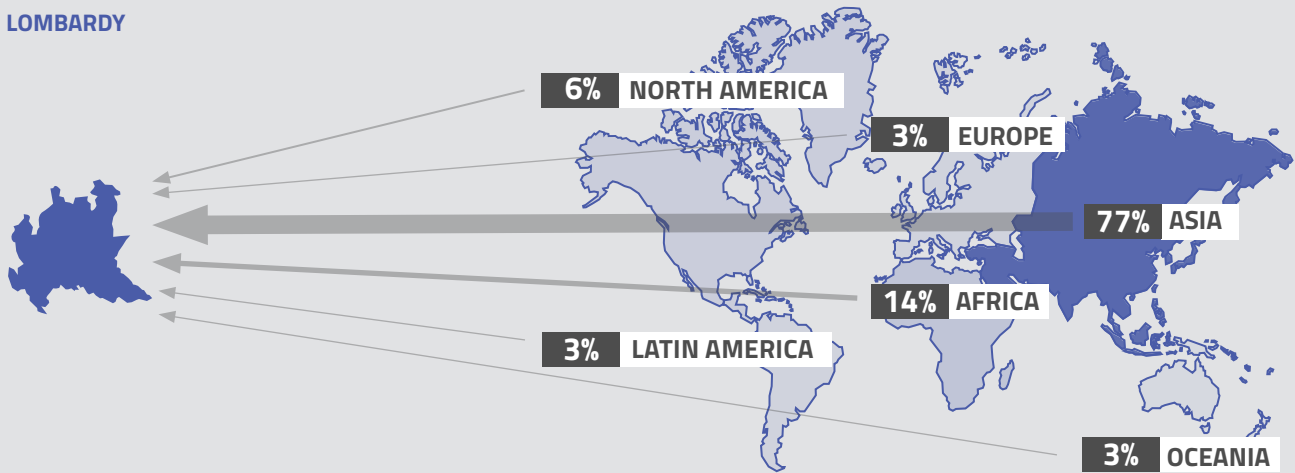 LOMBARDY
6% NORTH AMERICA
3% EUROPE
77% ASIA
14% AFRICA
3% LATIN AMERICA
3% OCEANIA